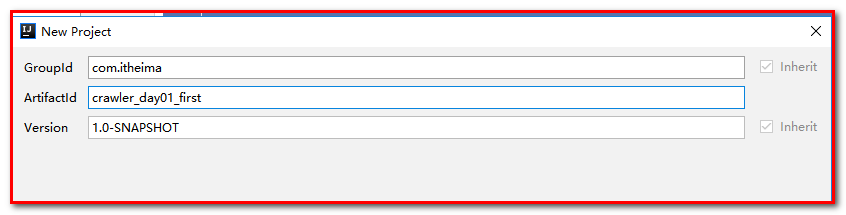 New Project
GroupId com.itheima Inherit
ArtifactId crawler_day01_first
Version 1.0-SNAPSHOT Inherit